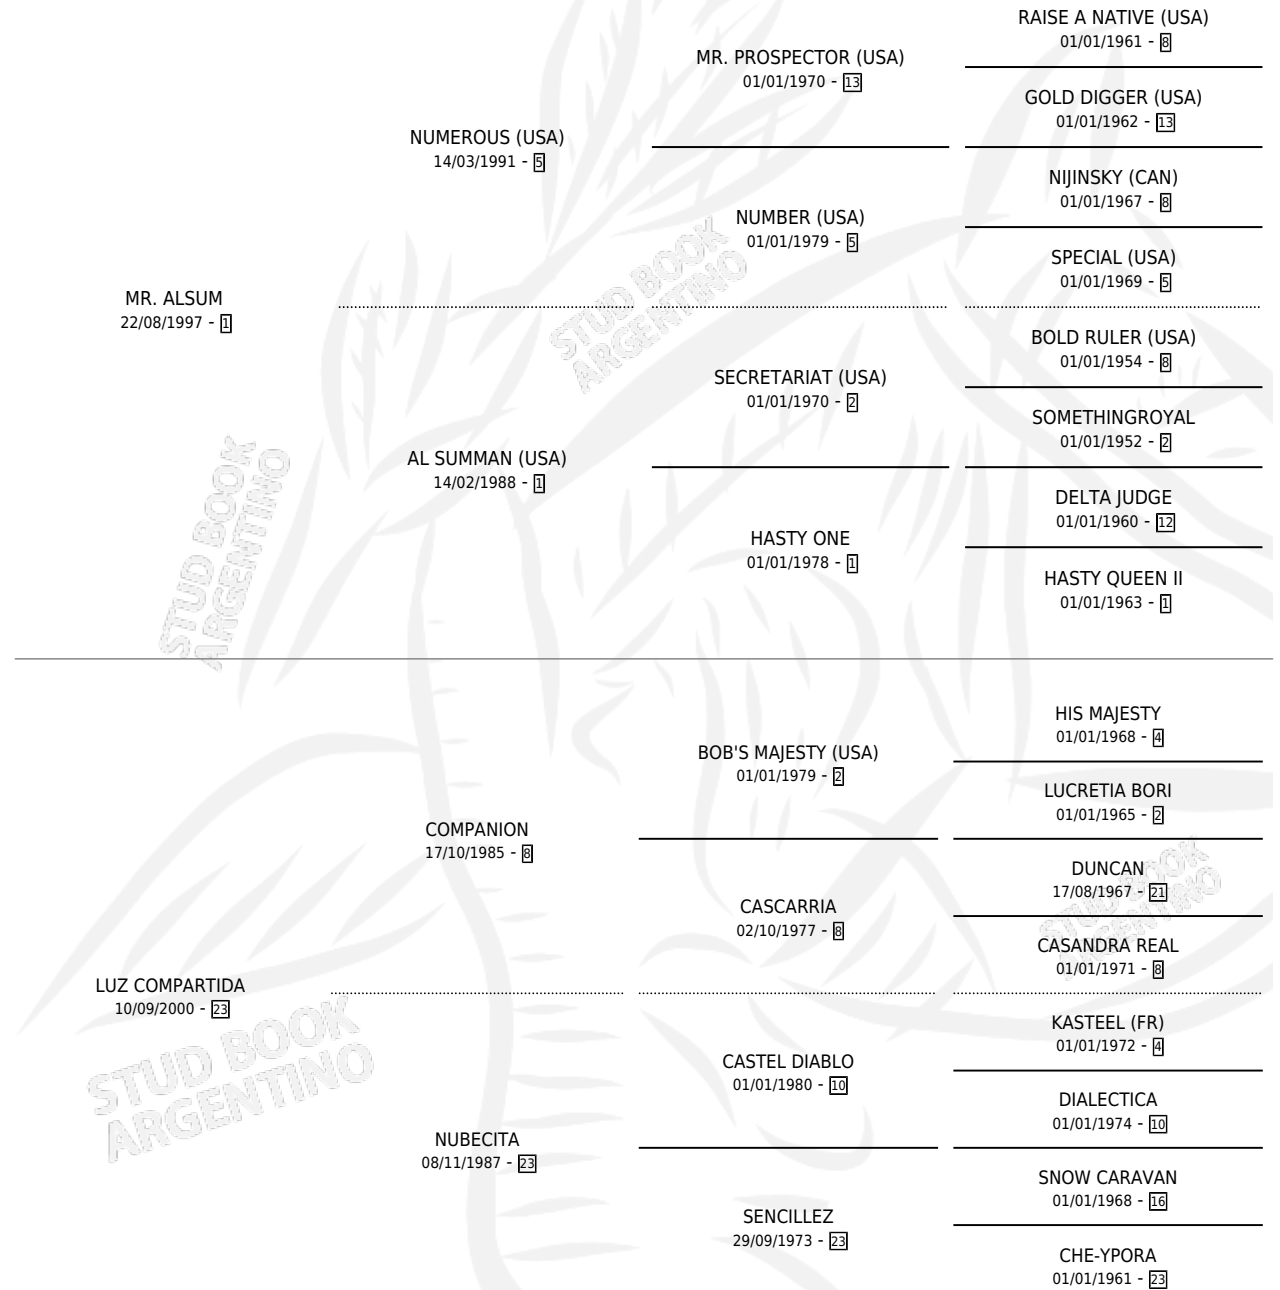 RAISE A NATIVE (USA)
01/01/1961 - 8
MR. PROSPECTOR (USA)
01/01/1970 - 13
GOLD DIGGER (USA)
01/01/1962 - 13
NUMEROUS (USA)
14/03/1991 - 5
NIJINSKY (CAN)
01/01/1967 - 8
NUMBER (USA)
01/01/1979 - 5
SPECIAL (USA)
01/01/1969 - 5
MR. ALSUM
22/08/1997 - 1
BOLD RULER (USA)
01/01/1954 - 8
SECRETARIAT (USA)
01/01/1970 - 2
SOMETHINGROYAL
01/01/1952 - 2
AL SUMMAN (USA)
14/02/1988 - 1
DELTA JUDGE
01/01/1960 - 12
HASTY ONE
01/01/1978 - 1
HASTY QUEEN II
01/01/1963 - 1
HIS MAJESTY
01/01/1968 - 4
BOB'S MAJESTY (USA)
01/01/1979 - 2
LUCRETIA BORI
01/01/1965 - 2
COMPANION
17/10/1985 - 8
DUNCAN
17/08/1967 - 21
CASCARRIA
02/10/1977 - 8
CASANDRA REAL
01/01/1971 - 8
LUZ COMPARTIDA
10/09/2000 - 23
KASTEEL (FR)
01/01/1972 - 4
CASTEL DIABLO
01/01/1980 - 10
DIALECTICA
01/01/1974 - 10
NUBECITA
08/11/1987 - 23
SNOW CARAVAN
01/01/1968 - 16
SENCILLEZ
29/09/1973 - 23
CHE-YPORA
01/01/1961 - 23
STUD BOOK
ARGENTINO
STUD BOOK
ARGENTINO
STUD BOOK
ARGENTINO
STUD BOOK
ARGENTINO